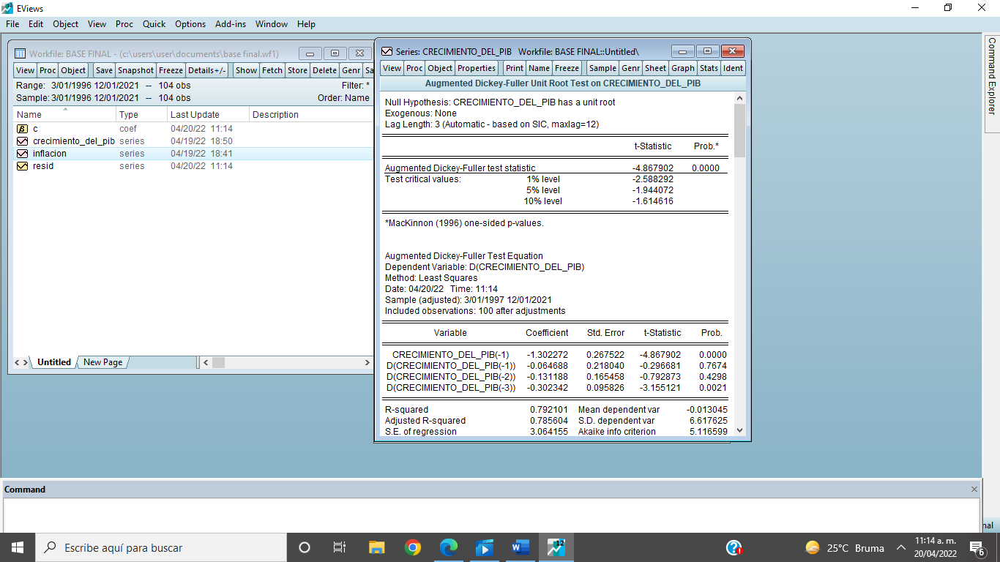 EViews
File Edit Object View Proc Quick Options Add-ins Window Help
Workfile: BASE FINAL - (c:\users\user\documents\base final.wf1)
View Proc Object Save Snapshot Freeze Details+/- Show Fetch Store Delete Genr Sa
Range: 3/01/1996 12/01/2021 -- 104 obs Filter: *
Sample: 3/01/1996 12/01/2021 -- 104 obs Order: Name
Name Type Last Update Description
β c coef 04/20/22 11:14
crecimiento_del_pib series 04/19/22 18:50
inflacion series 04/19/22 18:41
resid series 04/20/22 11:14
Untitled New Page
Series: CRECIMIENTO_DEL_PIB Workfile: BASE FINAL::Untitled\
View Proc Object Properties Print Name Freeze Sample Genr Sheet Graph Stats Ident
Augmented Dickey-Fuller Unit Root Test on CRECIMIENTO_DEL_PIB
Null Hypothesis: CRECIMIENTO_DEL_PIB has a unit root
Exogenous: None
Lag Length: 3 (Automatic - based on SIC, maxlag=12)
t-Statistic Prob.*
Augmented Dickey-Fuller test statistic -4.867902 0.0000
Test critical values: 1% level -2.588292
5% level -1.944072
10% level -1.614616
*MacKinnon (1996) one-sided p-values.
Augmented Dickey-Fuller Test Equation
Dependent Variable: D(CRECIMIENTO_DEL_PIB)
Method: Least Squares
Date: 04/20/22 Time: 11:14
Sample (adjusted): 3/01/1997 12/01/2021
Included observations: 100 after adjustments
Variable Coefficient Std. Error t-Statistic Prob.
CRECIMIENTO_DEL_PIB(-1) -1.302272 0.267522 -4.867902 0.0000
D(CRECIMIENTO_DEL_PIB(-1)) -0.064688 0.218040 -0.296681 0.7674
D(CRECIMIENTO_DEL_PIB(-2)) -0.131188 0.165458 -0.792873 0.4298
D(CRECIMIENTO_DEL_PIB(-3)) -0.302342 0.095826 -3.155121 0.0021
R-squared 0.792101 Mean dependent var -0.013045
Adjusted R-squared 0.785604 S.D. dependent var 6.617625
S.E. of regression 3.064155 Akaike info criterion 5.116599
Command Explorer
Command
nal
Escribe aquí para buscar
12
25°C Bruma
11:14 a. m.
20/04/2022
6